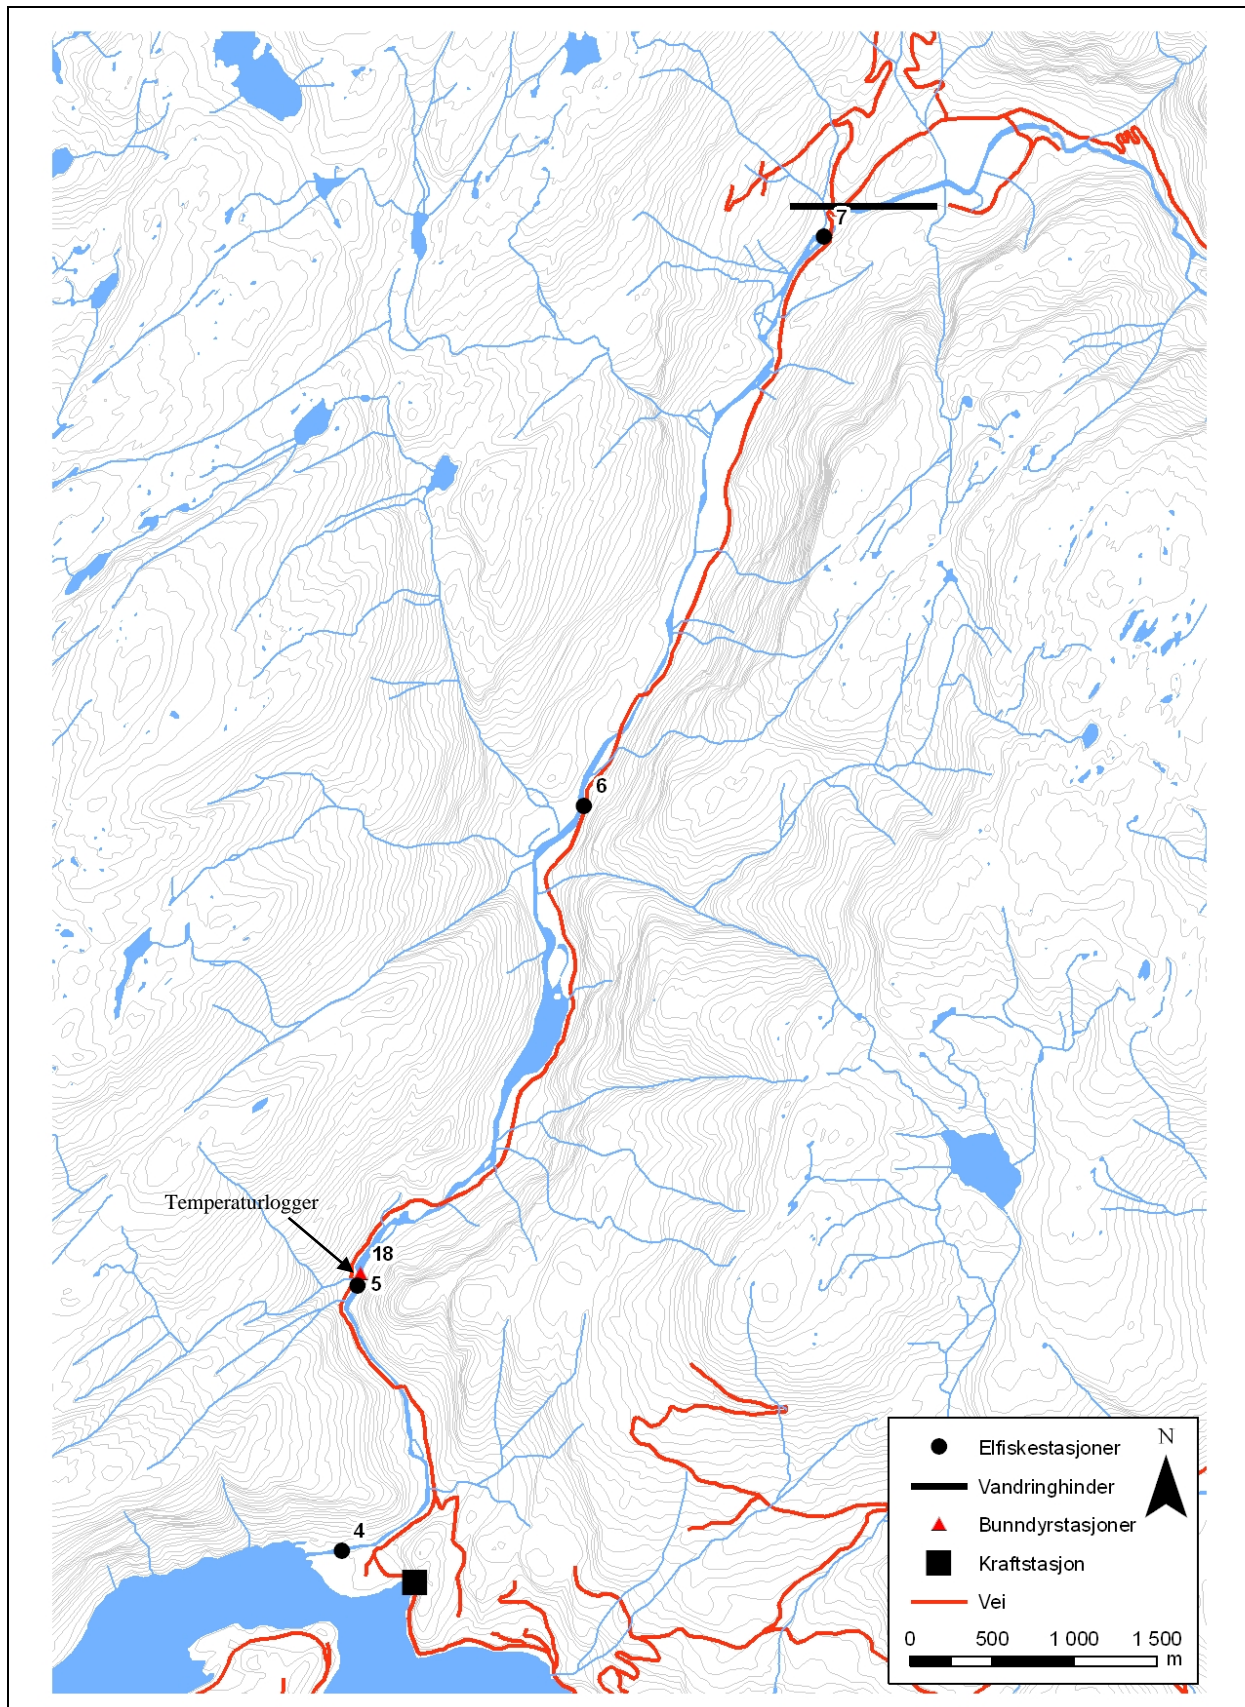 7
6
Temperaturlogger
18
5
4
N
Elfiskestasjoner
Vandringhinder
Bunndyrstasjoner
Kraftstasjon
Vei
0 500 1 000 1 500
m